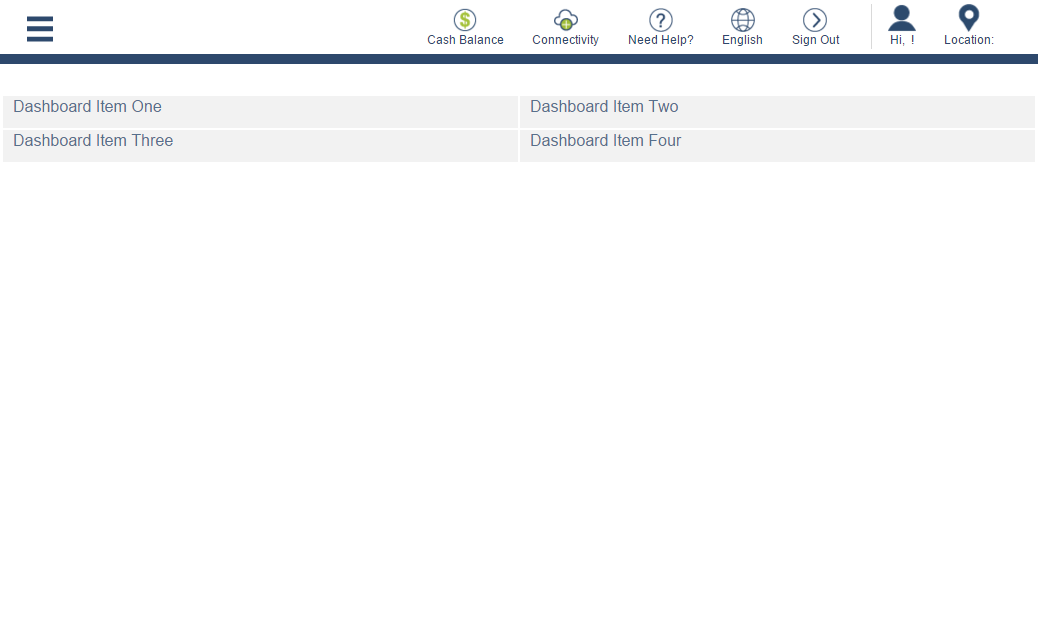 Cash Balance
Connectivity
Need Help?
English
Sign Out
Hi, !
Location:
Dashboard Item One
Dashboard Item Two
Dashboard Item Three
Dashboard Item Four